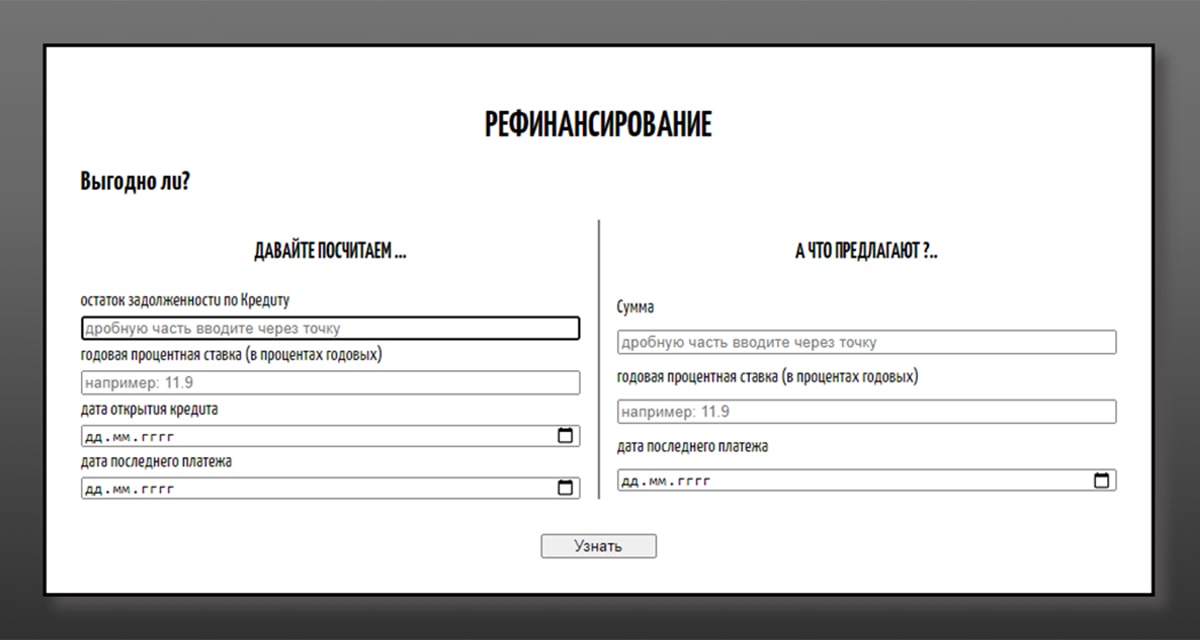 РЕФИНАНСИРОВАНИЕ
Выгодно ли?
ДАВАЙТЕ ПОСЧИТАЕМ ...
остаток задолженности по Кредиту
дробную часть вводите через точку
годовая процентная ставка (в процентах годовых)
например: 11.9
дата открытия кредита
дд.мм.гггг
дата последнего платежа
дд.мм.гггг
А ЧТО ПРЕДЛАГАЮТ ?..
Сумма
дробную часть вводите через точку
годовая процентная ставка (в процентах годовых)
например: 11.9
дата последнего платежа
дд.мм.гггг
Узнать